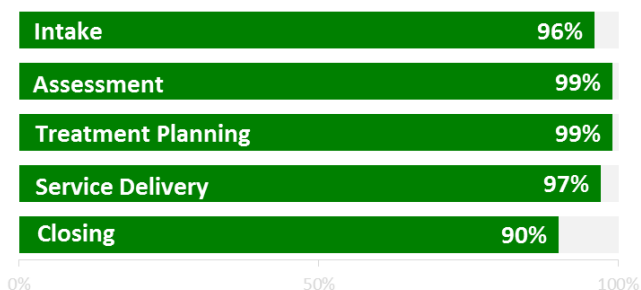 Intake 96%
Assessment 99%
Treatment Planning 99%
Service Delivery 97%
Closing 90%
0% 50% 100%